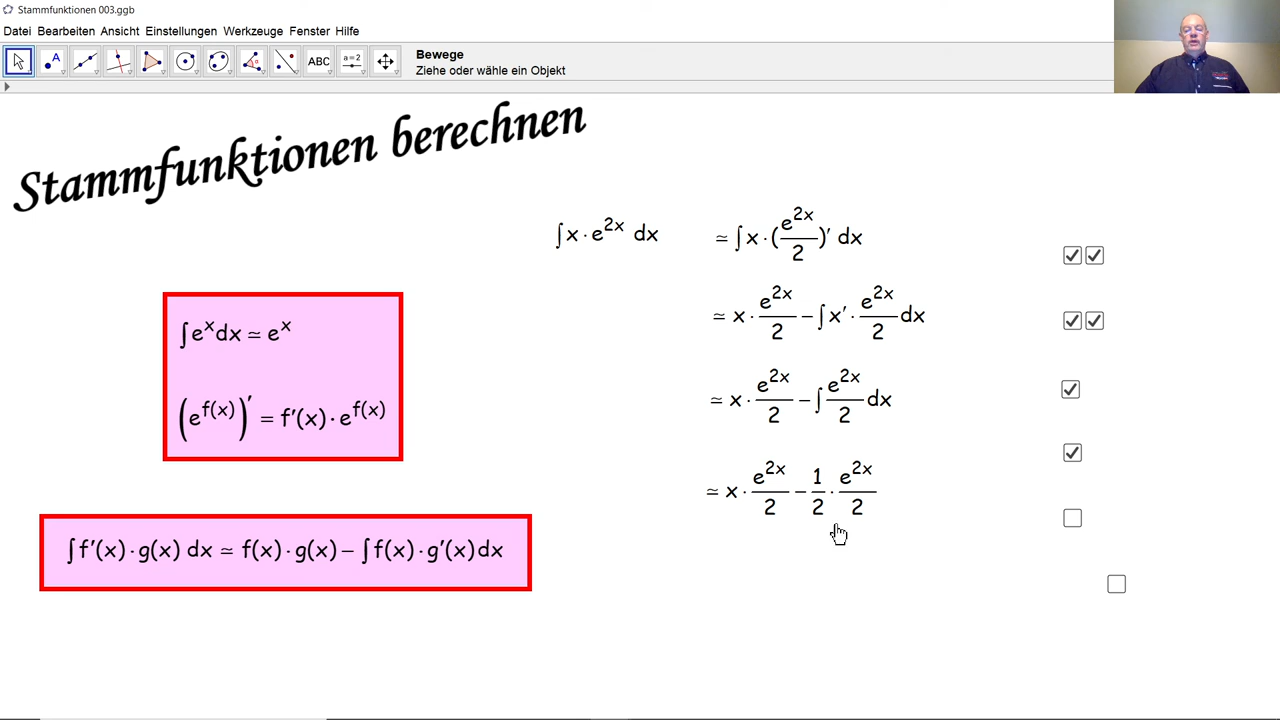 Stammfunktionen 003.ggb
Datei Bearbeiten Ansicht Einstellungen Werkzeuge Fenster Hilfe
A ABC a=2 Bewege
Ziehe oder wähle ein Objekt
Stammfunktionen berechnen
∫x·e^(2x) dx ≃ ∫x·(e^(2x)/2)′ dx
≃ x·e^(2x)/2 − ∫x′·e^(2x)/2 dx
≃ x·e^(2x)/2 − ∫e^(2x)/2 dx
≃ x·e^(2x)/2 − 1/2·e^(2x)/2
∫e^x dx ≃ e^x
(e^(f(x)))′ = f′(x)·e^(f(x))
∫f′(x)·g(x) dx ≃ f(x)·g(x) − ∫f(x)·g′(x) dx